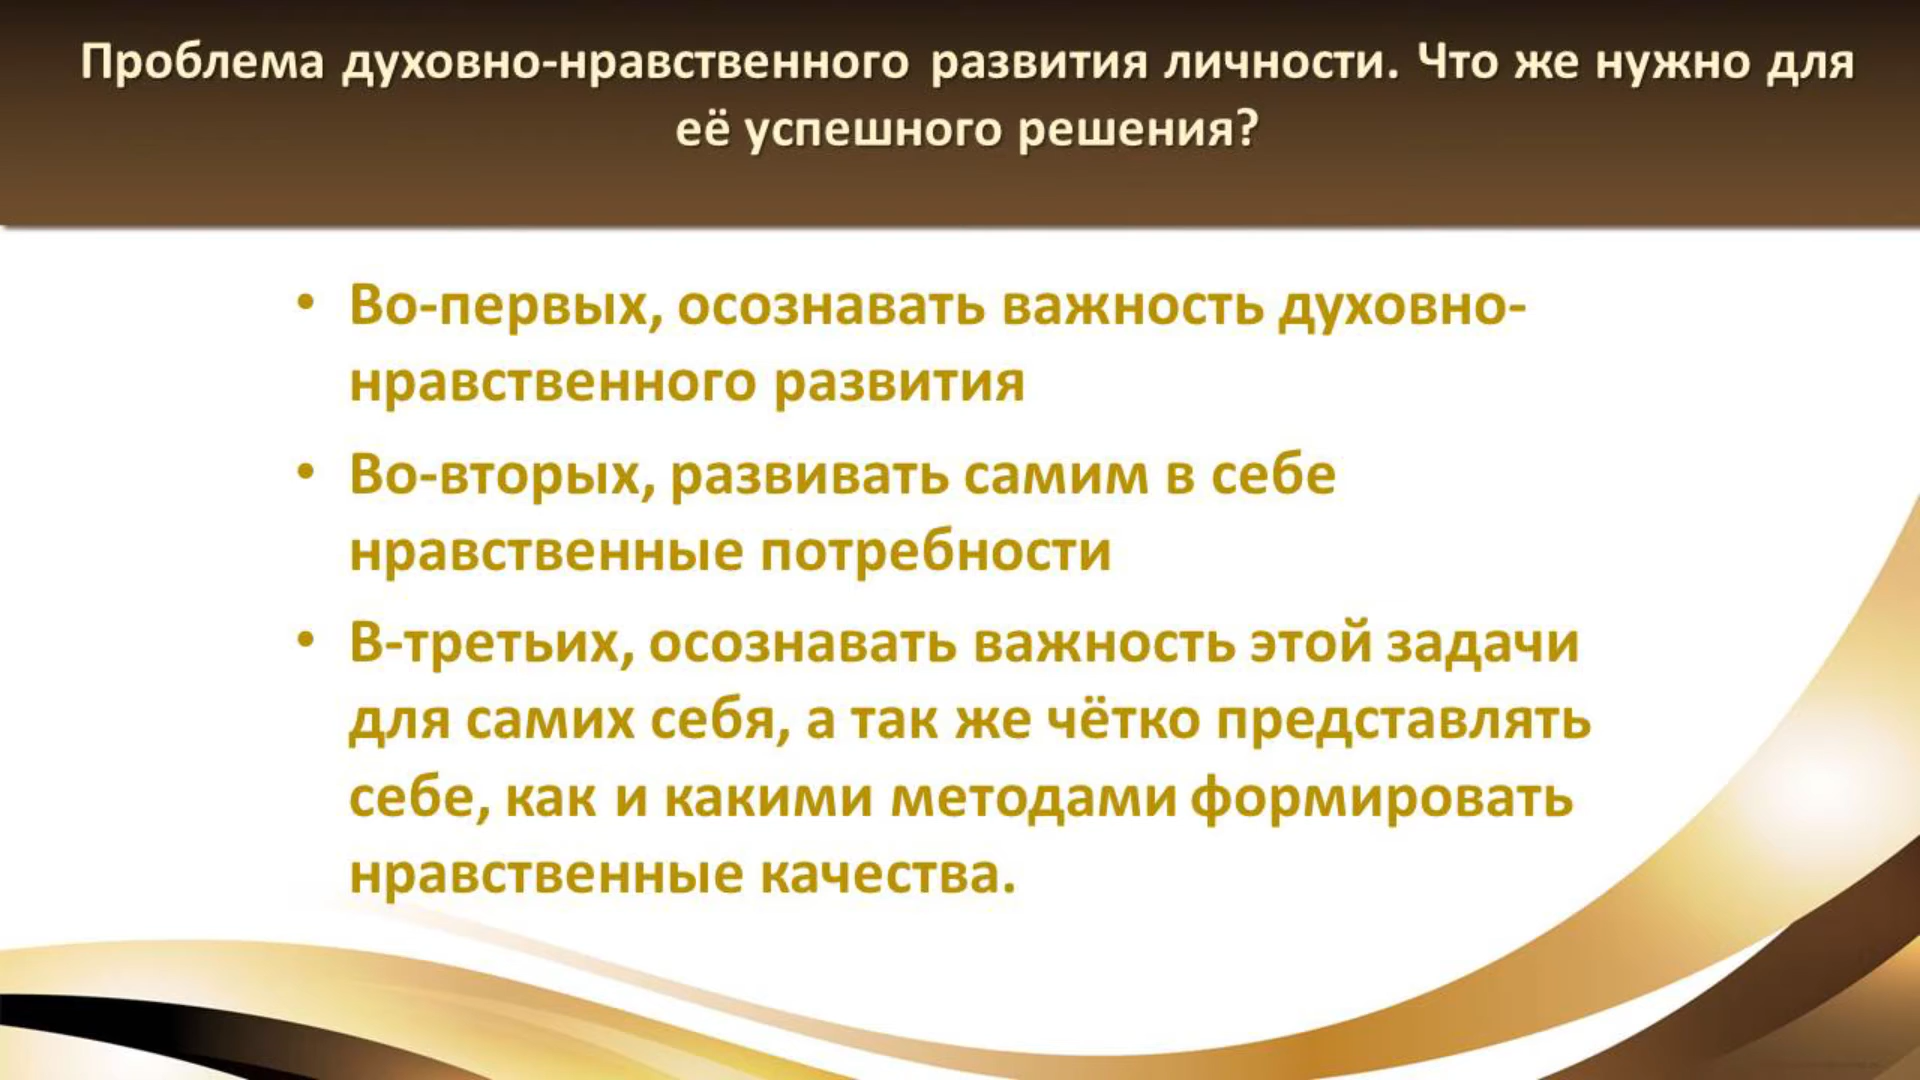 Проблема духовно-нравственного развития личности. Что же нужно для
её успешного решения?
• Во-первых, осознавать важность духовно-
нравственного развития
• Во-вторых, развивать самим в себе
нравственные потребности
• В-третьих, осознавать важность этой задачи
для самих себя, а так же чётко представлять
себе, как и какими методами формировать
нравственные качества.